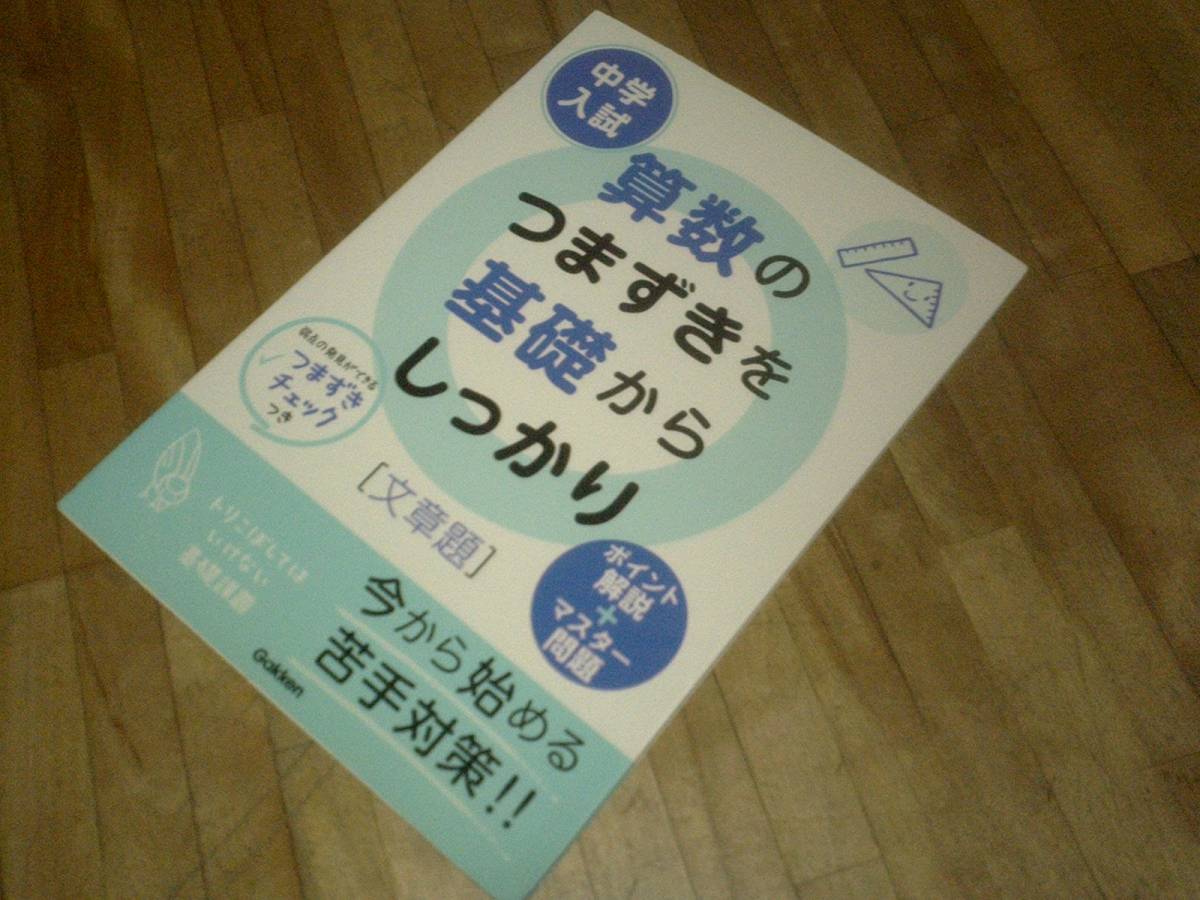 中学
入試
算数の
つまずきを
基礎から
しっかり
弱点の発見ができる
つまずき
チェック
つき
[文章題]
ポイント
解説
+
マスター
問題
トリこぼしては
いけない
基礎課題
今から始める
苦手対策!!
Gakken